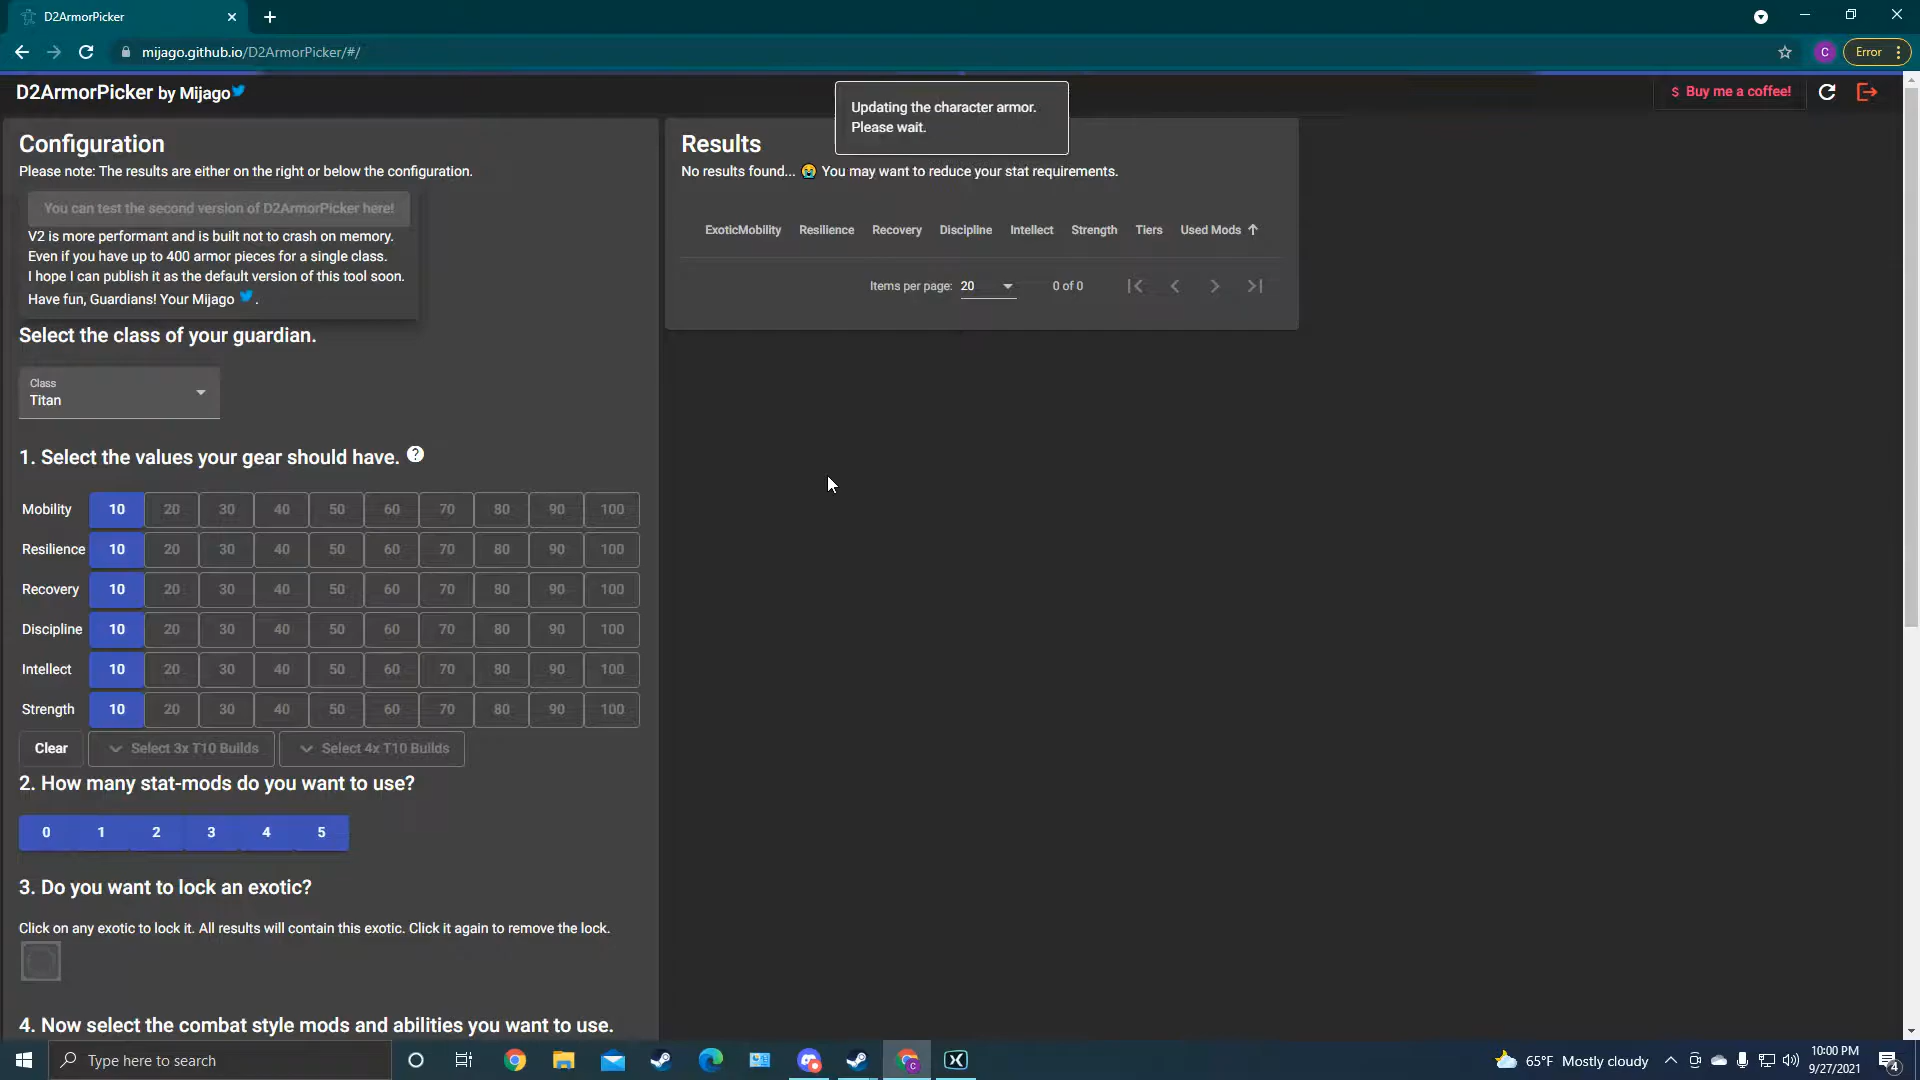 D2ArmorPicker
mijago.github.io/D2ArmorPicker/#/
C
Error
D2ArmorPicker by Mijago
Updating the character armor.
Please wait.
$ Buy me a coffee!
Configuration
Please note: The results are either on the right or below the configuration.
You can test the second version of D2ArmorPicker here!
V2 is more performant and is built not to crash on memory.
Even if you have up to 400 armor pieces for a single class.
I hope I can publish it as the default version of this tool soon.
Have fun, Guardians! Your Mijago .
Select the class of your guardian.
Class
Titan
1. Select the values your gear should have. ?
Mobility 10 20 30 40 50 60 70 80 90 100
Resilience 10 20 30 40 50 60 70 80 90 100
Recovery 10 20 30 40 50 60 70 80 90 100
Discipline 10 20 30 40 50 60 70 80 90 100
Intellect 10 20 30 40 50 60 70 80 90 100
Strength 10 20 30 40 50 60 70 80 90 100
Clear Select 3x T10 Builds Select 4x T10 Builds
2. How many stat-mods do you want to use?
0 1 2 3 4 5
3. Do you want to lock an exotic?
Click on any exotic to lock it. All results will contain this exotic. Click it again to remove the lock.
4. Now select the combat style mods and abilities you want to use.
Results
No results found... 😭 You may want to reduce your stat requirements.
ExoticMobility Resilience Recovery Discipline Intellect Strength Tiers Used Mods
Items per page: 20 0 of 0
Type here to search
65°F Mostly cloudy
10:00 PM
9/27/2021
4